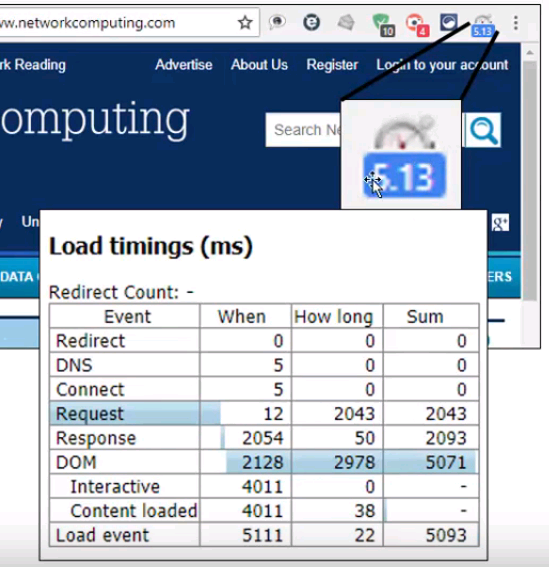 ww.networkcomputing.com
10
4
5.13
rk Reading Advertise About Us Register Login to your account
omputing
Search Ne
5.13
Un
g+
DATA
ERS
Load timings (ms)
Redirect Count: -
Event When How long Sum
Redirect 0 0 0
DNS 5 0 0
Connect 5 0 0
Request 12 2043 2043
Response 2054 50 2093
DOM 2128 2978 5071
Interactive 4011 0 -
Content loaded 4011 38 -
Load event 5111 22 5093